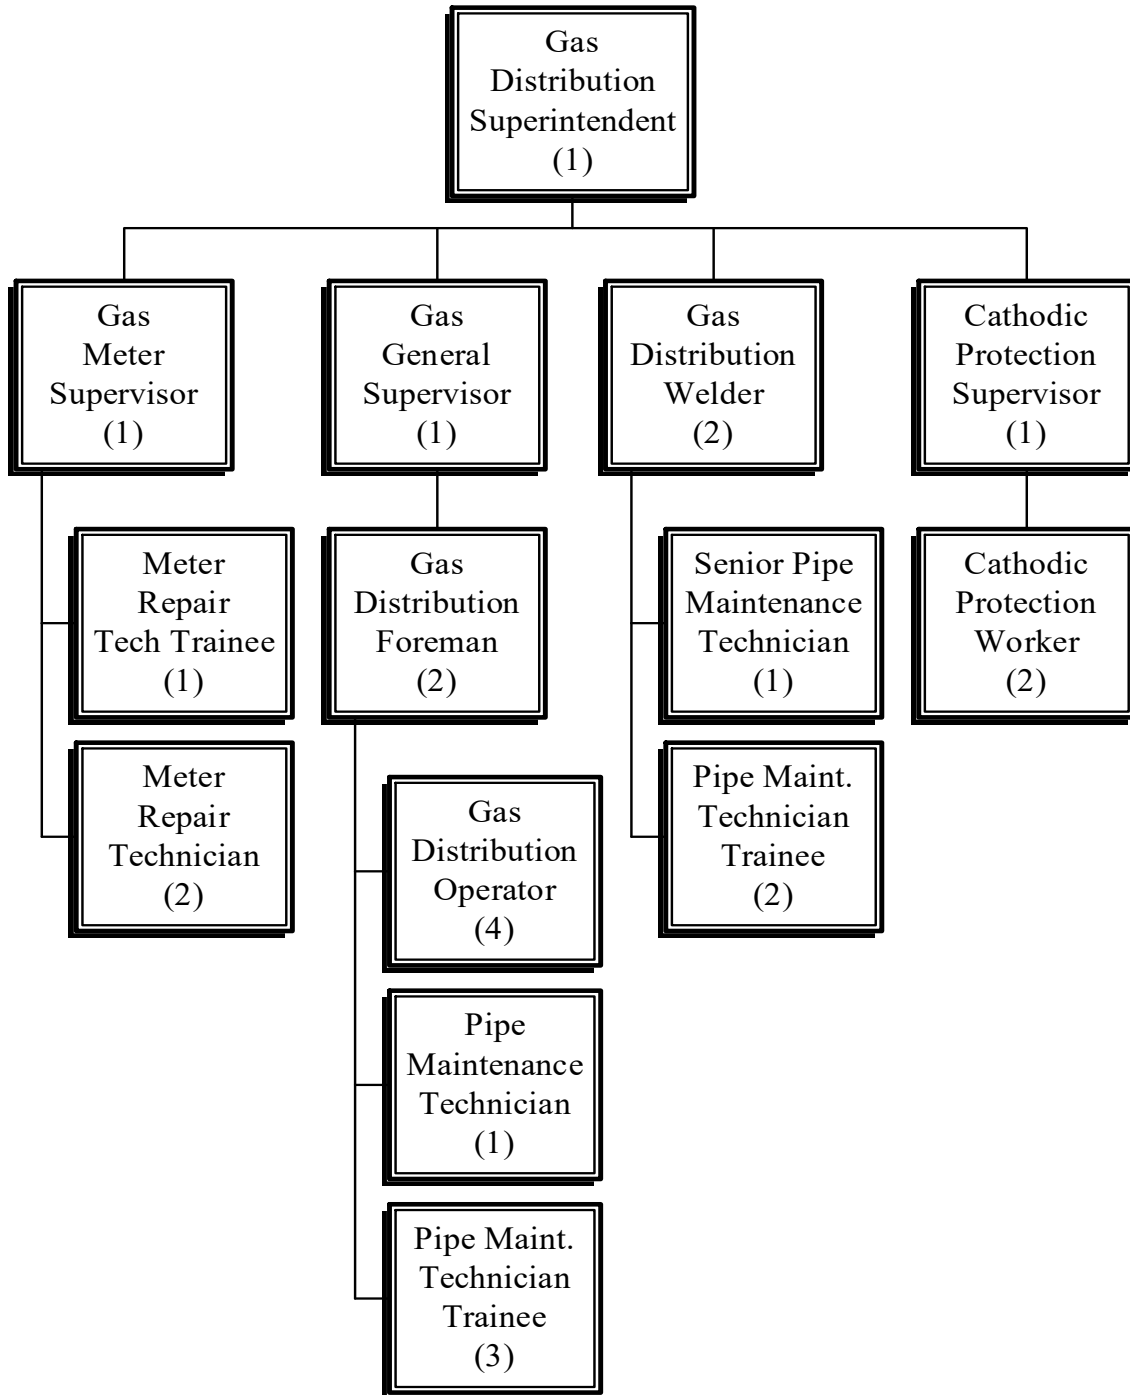 Gas
Distribution
Superintendent
(1)
Gas
Meter
Supervisor
(1)
Gas
General
Supervisor
(1)
Gas
Distribution
Welder
(2)
Cathodic
Protection
Supervisor
(1)
Meter
Repair
Tech Trainee
(1)
Gas
Distribution
Foreman
(2)
Senior Pipe
Maintenance
Technician
(1)
Cathodic
Protection
Worker
(2)
Meter
Repair
Technician
(2)
Gas
Distribution
Operator
(4)
Pipe Maint.
Technician
Trainee
(2)
Pipe
Maintenance
Technician
(1)
Pipe Maint.
Technician
Trainee
(3)